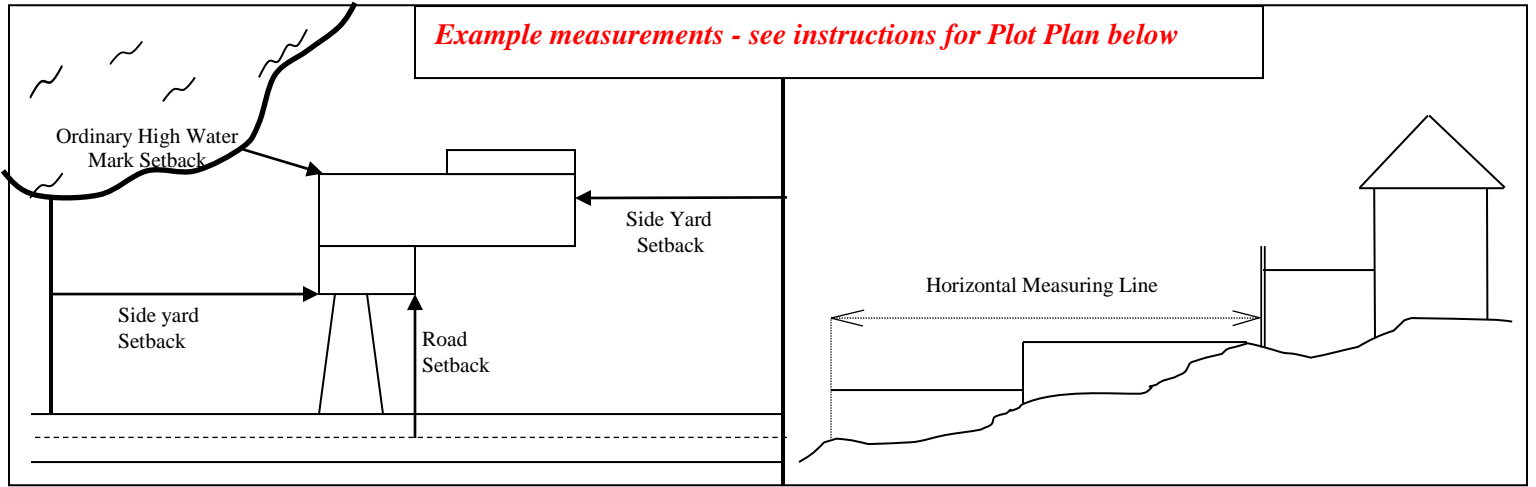 Example measurements - see instructions for Plot Plan below
Ordinary High Water
Mark Setback
Side Yard
Setback
Side yard
Setback
Road
Setback
Horizontal Measuring Line